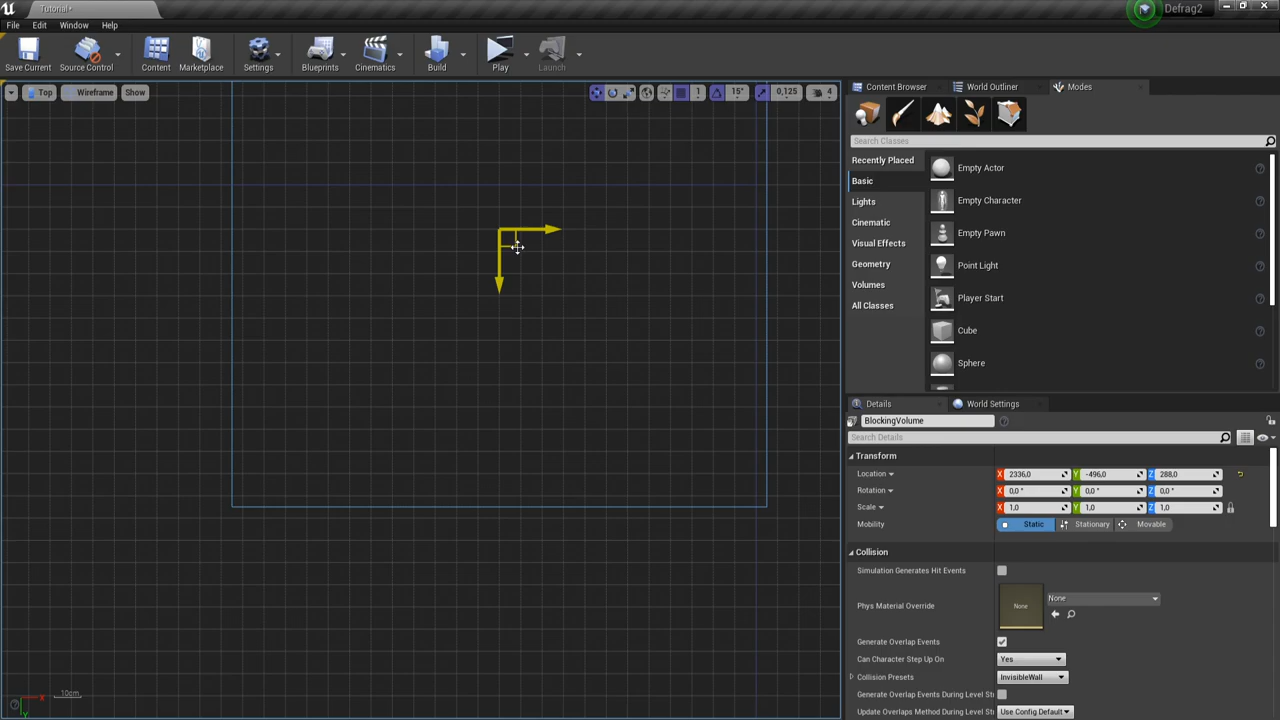 Tutorial*
Defrag2
File Edit Window Help
Save Current
Source Control
Content
Marketplace
Settings
Blueprints
Cinematics
Build
Play
Launch
Top
Wireframe
Show
1
15°
0,125
4
Content Browser
World Outliner
Modes
Search Classes
Recently Placed
Basic
Lights
Cinematic
Visual Effects
Geometry
Volumes
All Classes
Empty Actor
Empty Character
Empty Pawn
Point Light
Player Start
Cube
Sphere
Details
World Settings
BlockingVolume
Search Details
Transform
Location X 2336,0 Y -496,0 Z 288,0
Rotation X 0,0 ° Y 0,0 ° Z 0,0 °
Scale X 1,0 Y 1,0 Z 1,0
Mobility Static Stationary Movable
Collision
Simulation Generates Hit Events
Phys Material Override None None
Generate Overlap Events
Can Character Step Up On Yes
Collision Presets InvisibleWall
Generate Overlap Events During Level St
Update Overlaps Method During Level S Use Config Default
10cm
X
Y